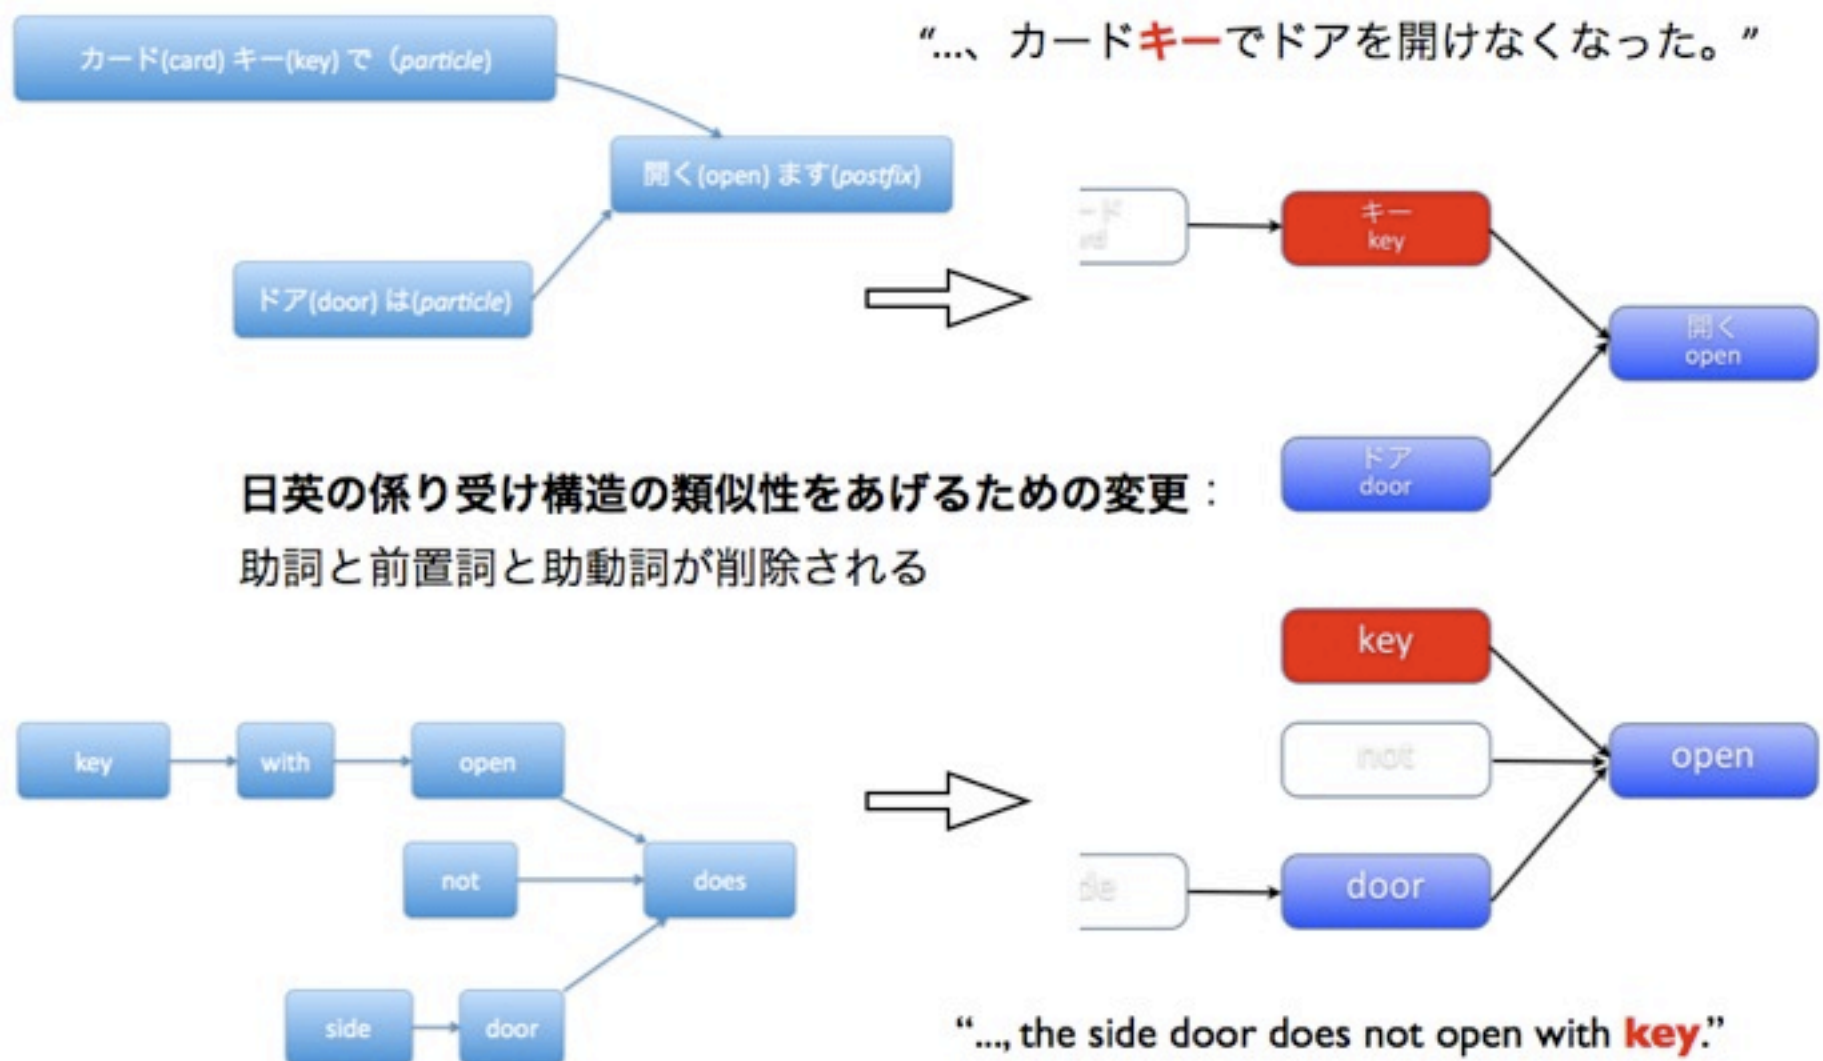 カード(card) キー(key) で (particle)
"...、カードキーでドアを開けなくなった。"
開く(open) ます(postfix)
キー
key
ドア(door) は(particle)
開く
open
ドア
door
日英の係り受け構造の類似性をあげるための変更：
助詞と前置詞と助動詞が削除される
key
key
with
open
not
open
not
does
door
side
door
"..., the side door does not open with key."